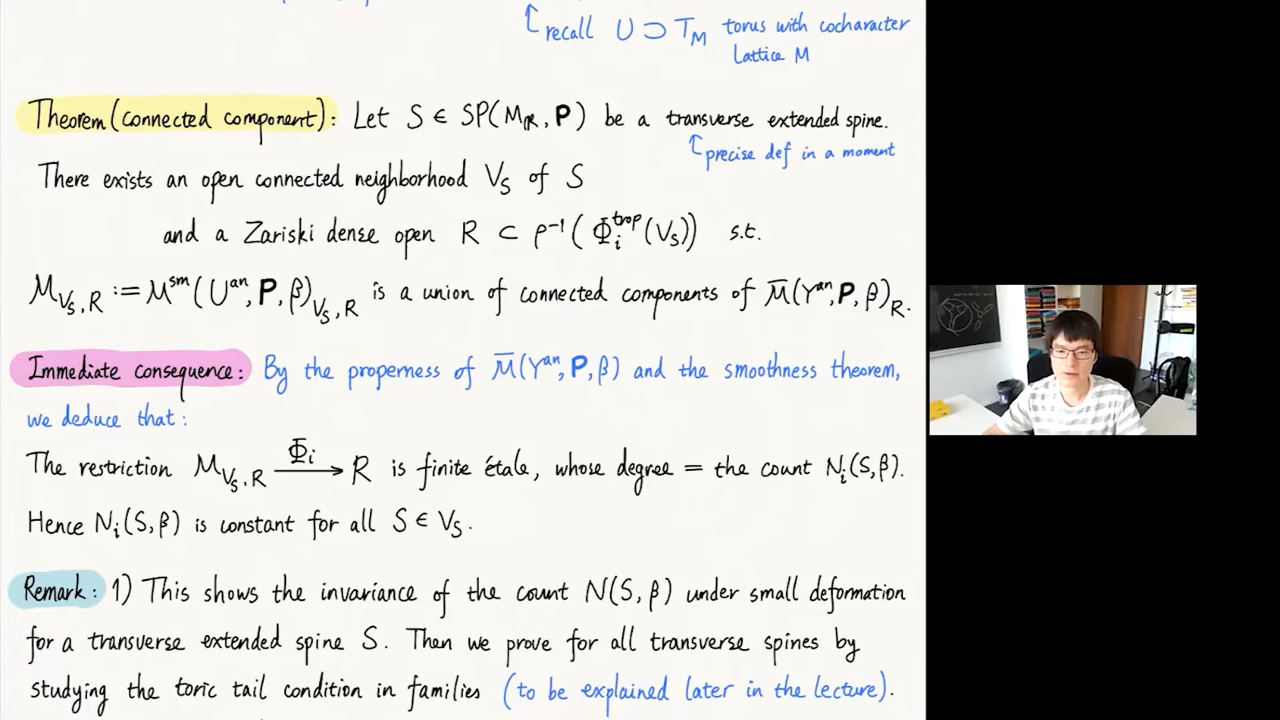 recall U ⊃ T_M torus with cocharacter
lattice M
Theorem (connected component): Let S ∈ SP(M_ℝ, P) be a transverse extended spine.
precise def in a moment
There exists an open connected neighborhood V_S of S
and a Zariski dense open R ⊂ ρ^{-1}(Φ_i^{trop}(V_S)) s.t.
M_{V_S,R} := M^{sm}(U^{an}, P, β)_{V_S,R} is a union of connected components of M̄(Y^{an}, P, β)_R.
Immediate consequence: By the properness of M̄(Y^{an}, P, β) and the smoothness theorem,
we deduce that:
The restriction M_{V_S,R} —Φ_i→ R is finite étale, whose degree = the count N_i(S,β).
Hence N_i(S,β) is constant for all S ∈ V_S.
Remark: 1) This shows the invariance of the count N(S,β) under small deformation
for a transverse extended spine S. Then we prove for all transverse spines by
studying the toric tail condition in families (to be explained later in the lecture).